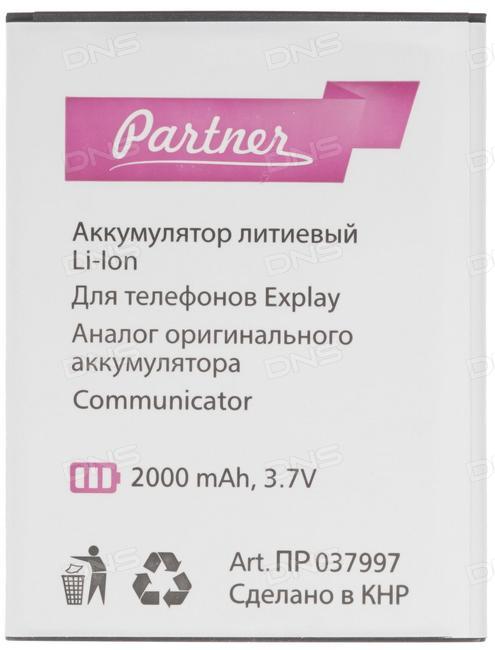 Partner
Аккумулятор литиевый
Li-Ion
Для телефонов Explay
Аналог оригинального
аккумулятора
Communicator
2000 mAh, 3.7V
Art. ПР 037997
Сделано в КНР
DNS